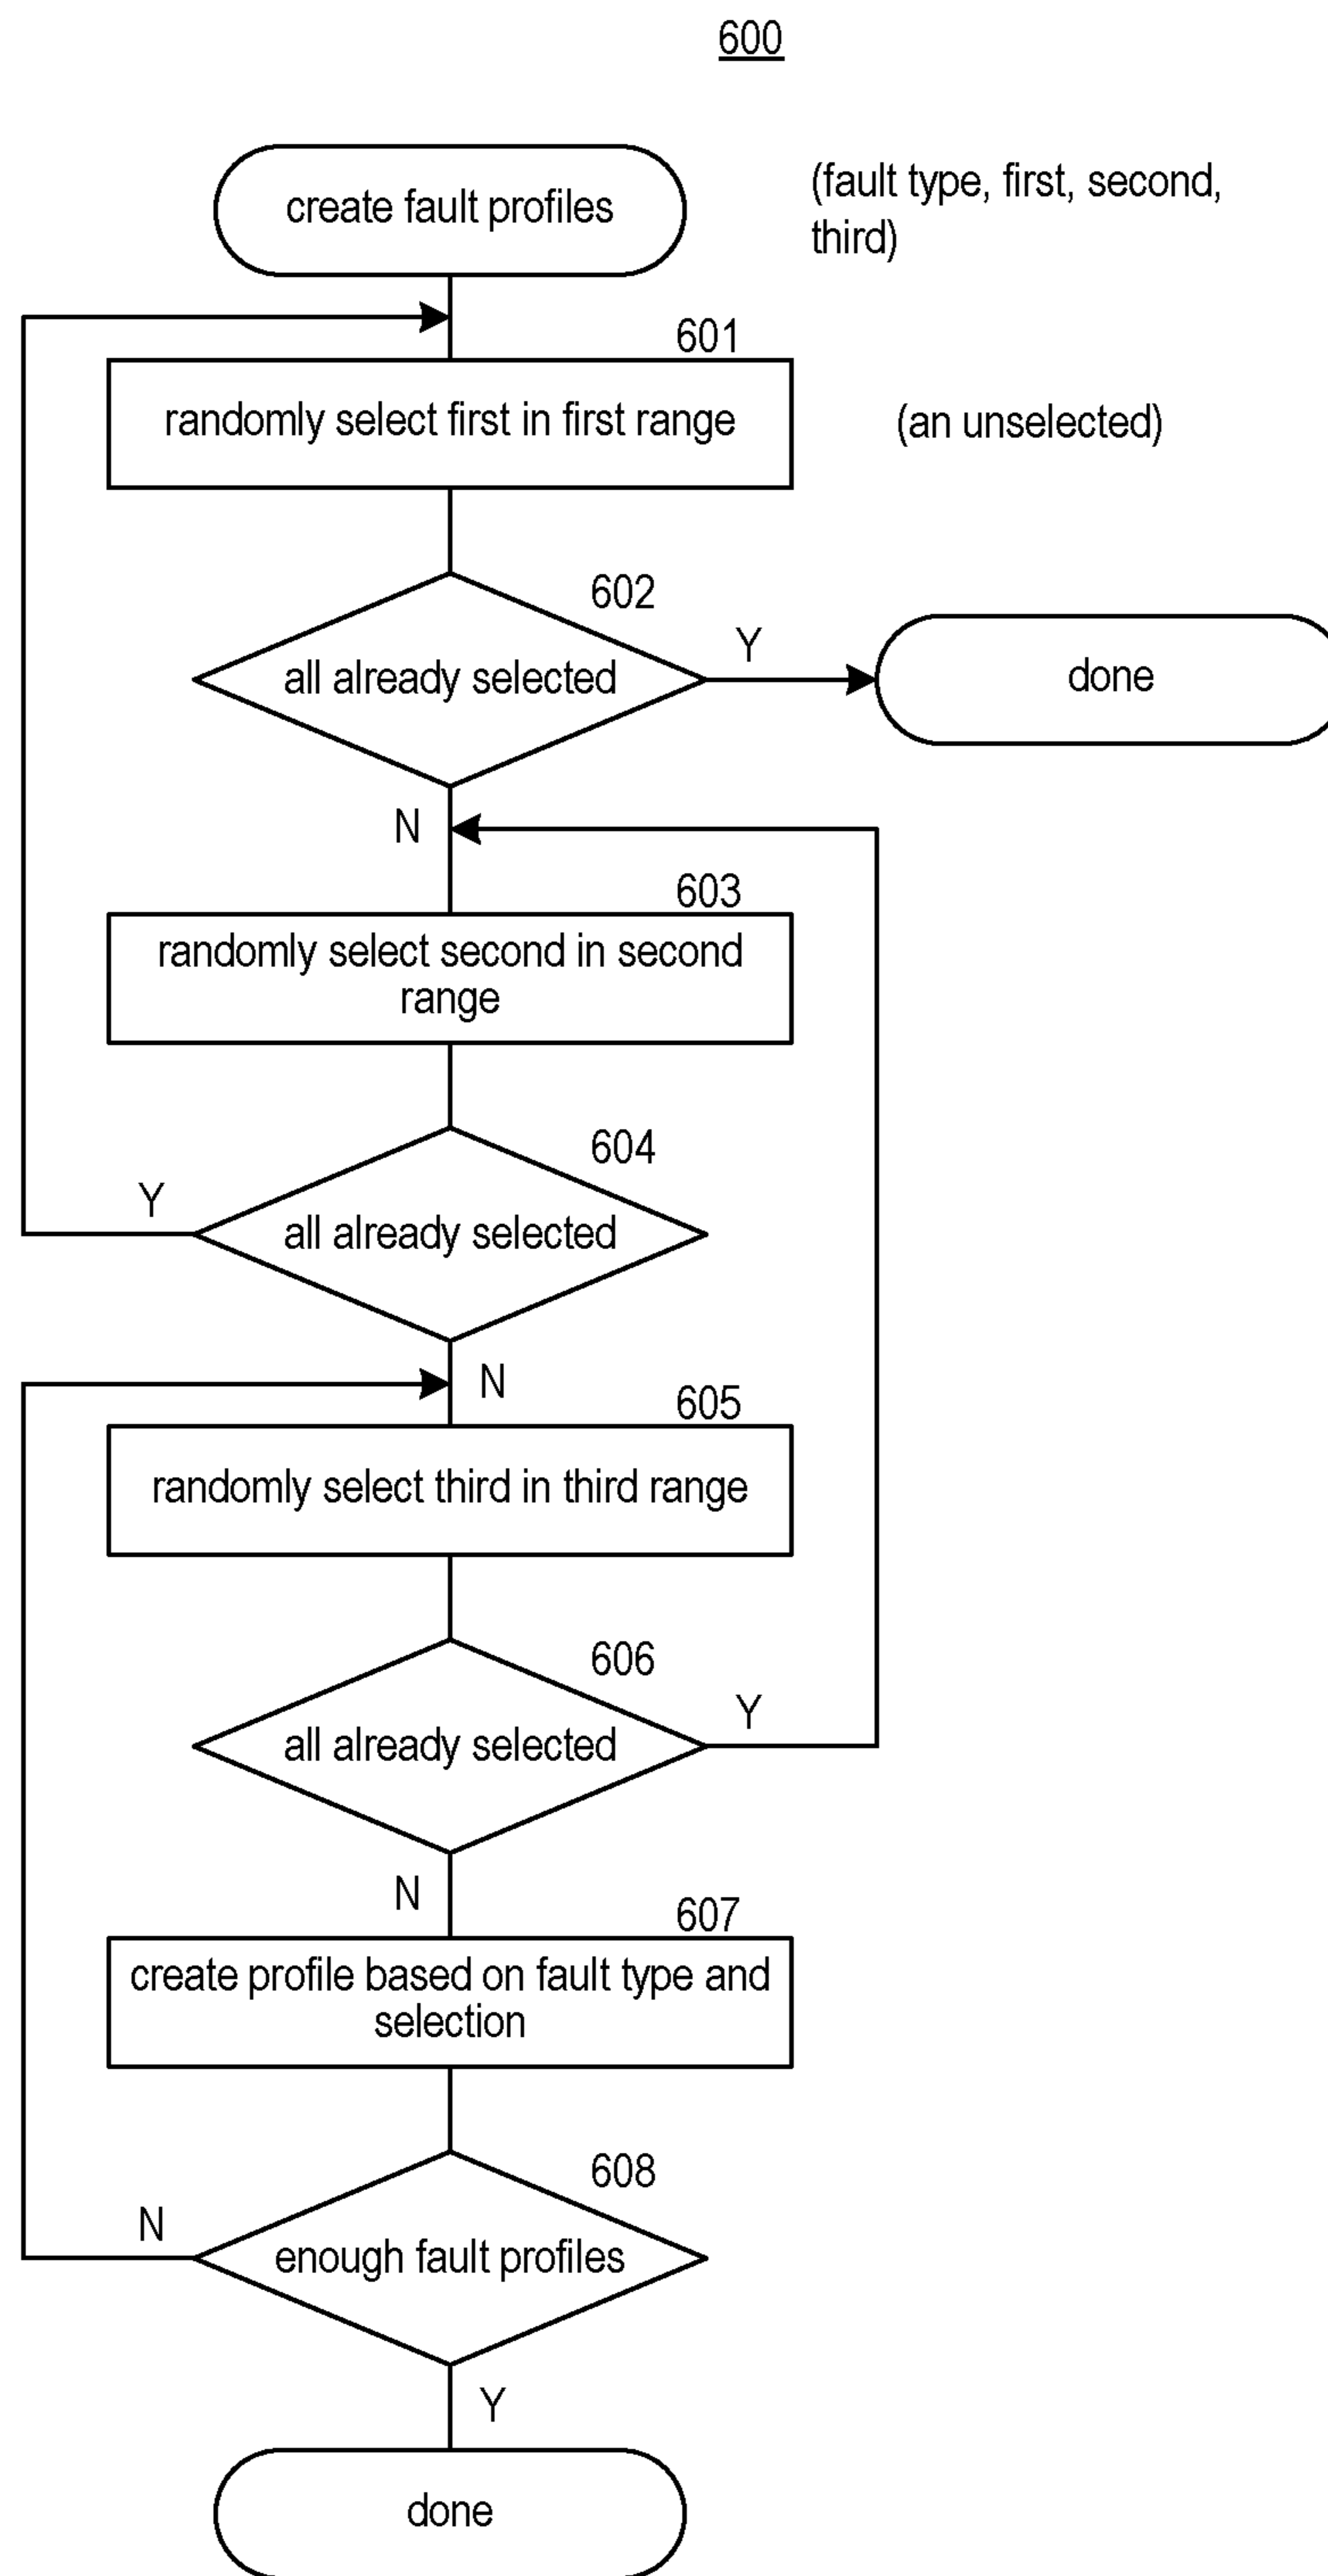 600
create fault profiles
(fault type, first, second,
third)
601
randomly select first in first range
(an unselected)
602
all already selected
Y
done
N
603
randomly select second in second
range
604
all already selected
Y
N
605
randomly select third in third range
606
all already selected
Y
N
607
create profile based on fault type and
selection
608
enough fault profiles
N
Y
done